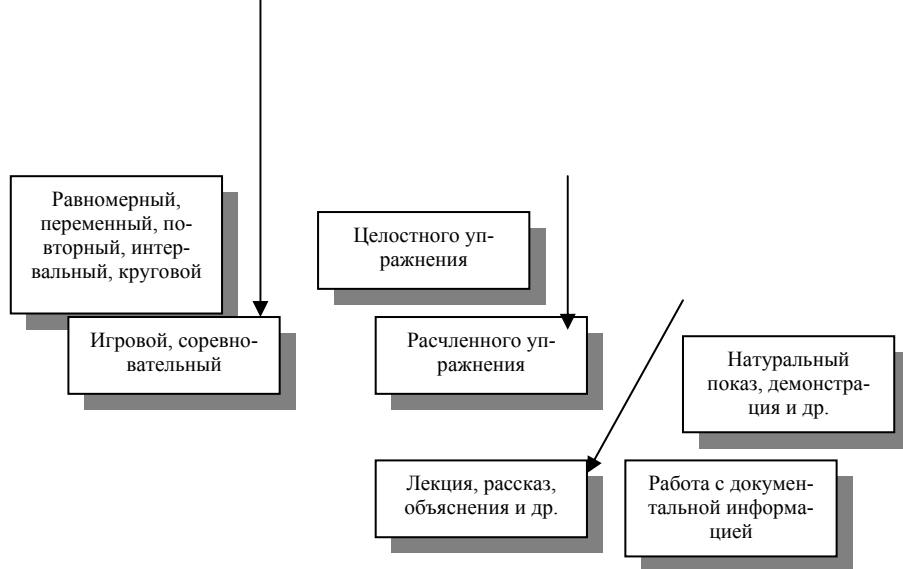 Равномерный,
переменный, по-
вторный, интер-
вальный, круговой
Целостного уп-
ражнения
Игровой, соревно-
вательный
Расчлененного уп-
ражнения
Натуральный
показ, демонстра-
ция и др.
Лекция, рассказ,
объяснения и др.
Работа с докумен-
тальной информа-
цией